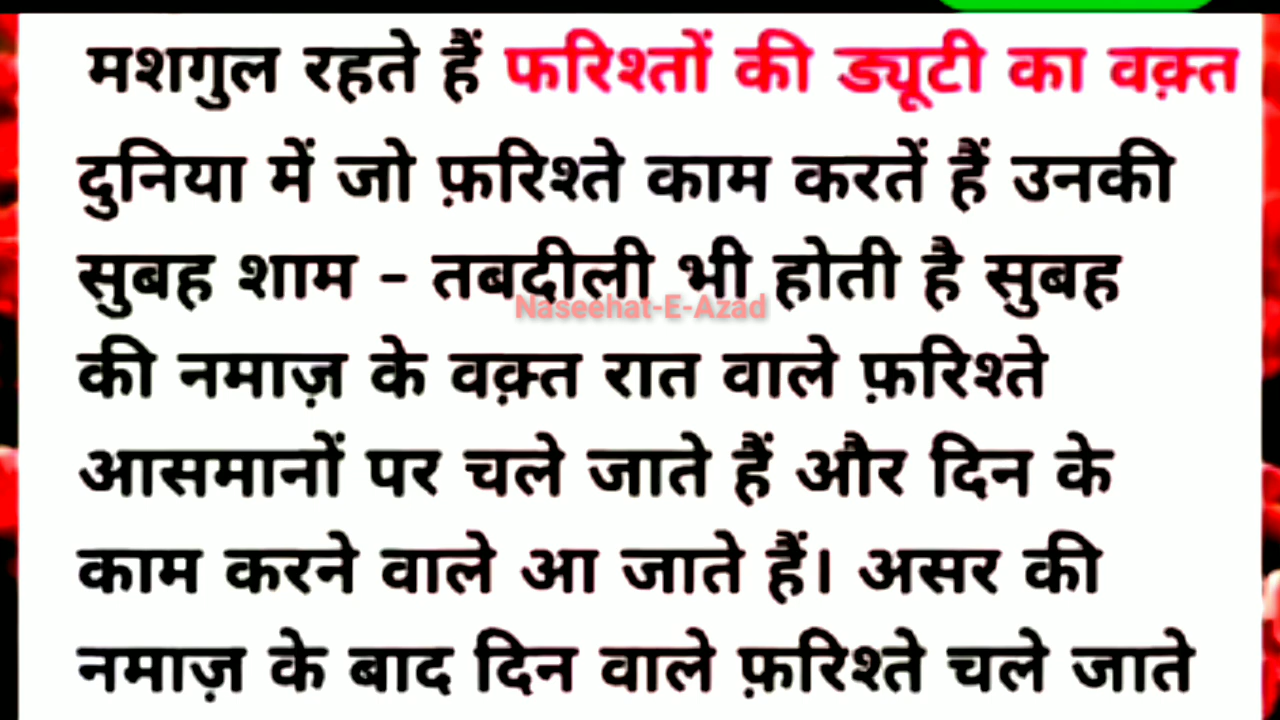 मशगुल रहते हैं फरिश्तों की ड्यूटी का वक़्त
दुनिया में जो फ़रिश्ते काम करतें हैं उनकी
सुबह शाम - तबदीली भी होती है सुबह
Naseehat-E-Azad
की नमाज़ के वक़्त रात वाले फ़रिश्ते
आसमानों पर चले जाते हैं और दिन के
काम करने वाले आ जाते हैं। असर की
नमाज़ के बाद दिन वाले फ़रिश्ते चले जाते